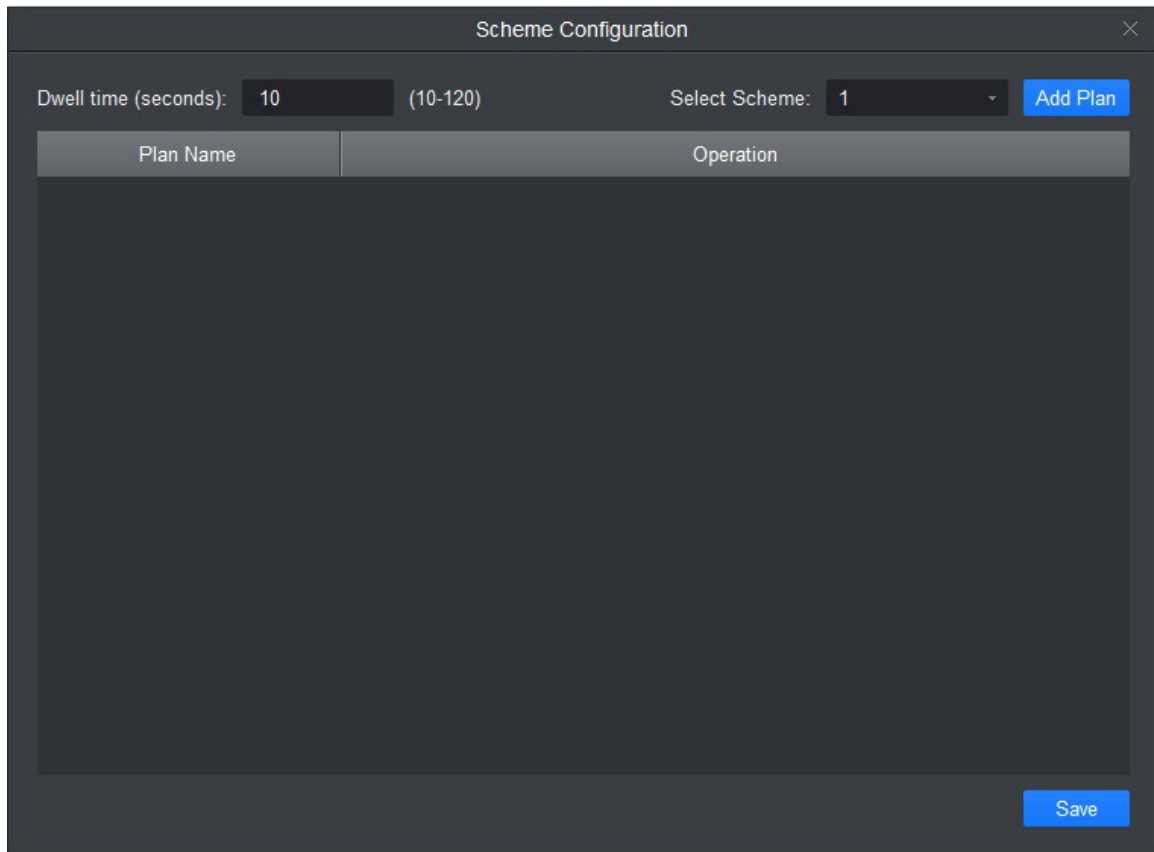 Scheme Configuration
Dwell time (seconds): 10 (10-120) Select Scheme: 1 Add Plan
Plan Name Operation
Save